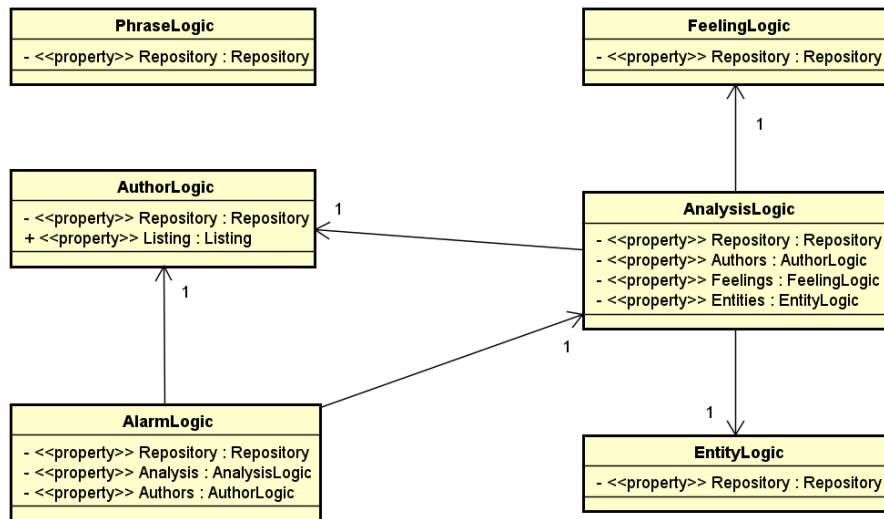 PhraseLogic
- <<property>> Repository : Repository
FeelingLogic
- <<property>> Repository : Repository
1
AuthorLogic
- <<property>> Repository : Repository
+ <<property>> Listing : Listing
1
AnalysisLogic
- <<property>> Repository : Repository
- <<property>> Authors : AuthorLogic
- <<property>> Feelings : FeelingLogic
- <<property>> Entities : EntityLogic
1
1
1
AlarmLogic
- <<property>> Repository : Repository
- <<property>> Analysis : AnalysisLogic
- <<property>> Authors : AuthorLogic
EntityLogic
- <<property>> Repository : Repository